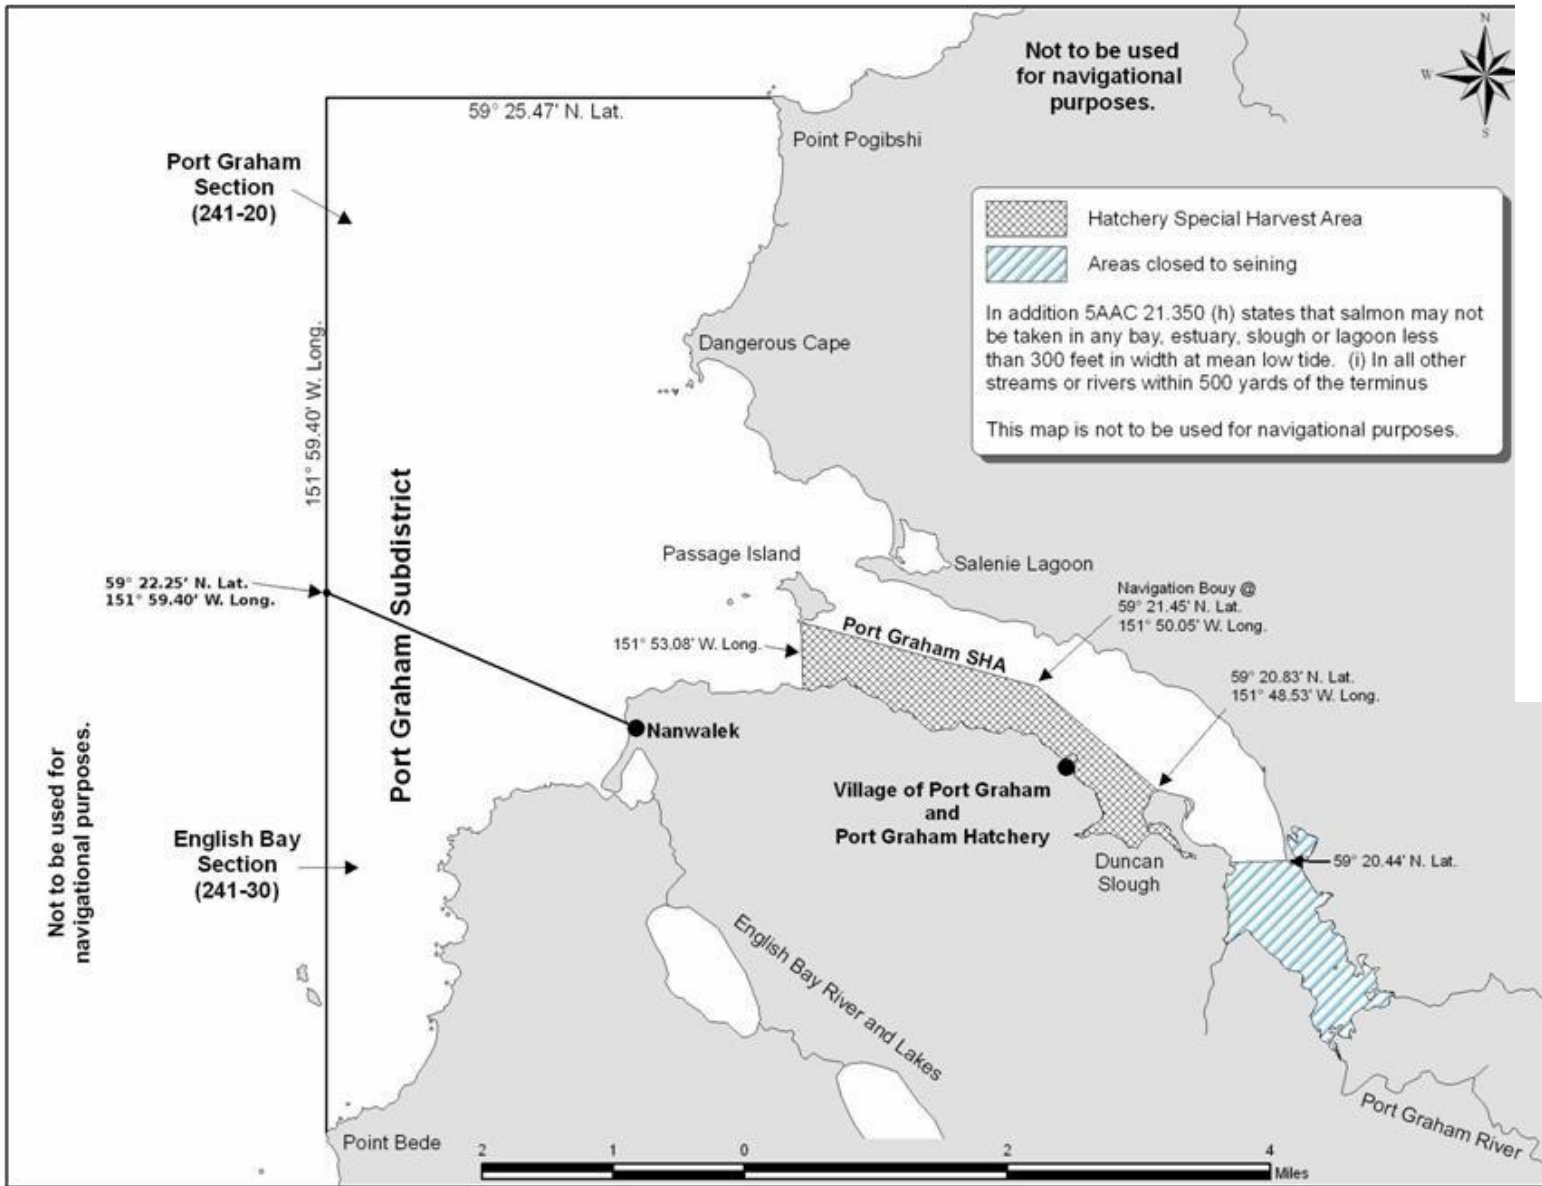 N
W
S
Not to be used
for navigational
purposes.
59° 25.47' N. Lat.
Point Pogibshi
Port Graham
Section
(241-20)
Hatchery Special Harvest Area
Areas closed to seining
In addition 5AAC 21.350 (h) states that salmon may not
be taken in any bay, estuary, slough or lagoon less
than 300 feet in width at mean low tide. (i) In all other
streams or rivers within 500 yards of the terminus
This map is not to be used for navigational purposes.
151° 59.40' W. Long.
Dangerous Cape
Port Graham Subdistrict
Passage Island
Salenie Lagoon
59° 22.25' N. Lat.
151° 59.40' W. Long.
Navigation Bouy @
59° 21.45' N. Lat.
151° 50.05' W. Long.
151° 53.08' W. Long.
Port Graham SHA
59° 20.83' N. Lat.
151° 48.53' W. Long.
Nanwalek
Not to be used for
navigational purposes.
Village of Port Graham
and
Port Graham Hatchery
English Bay
Section
(241-30)
Duncan
Slough
59° 20.44' N. Lat.
English Bay River and Lakes
Port Graham River
Point Bede
2 1 0 2 4
Miles